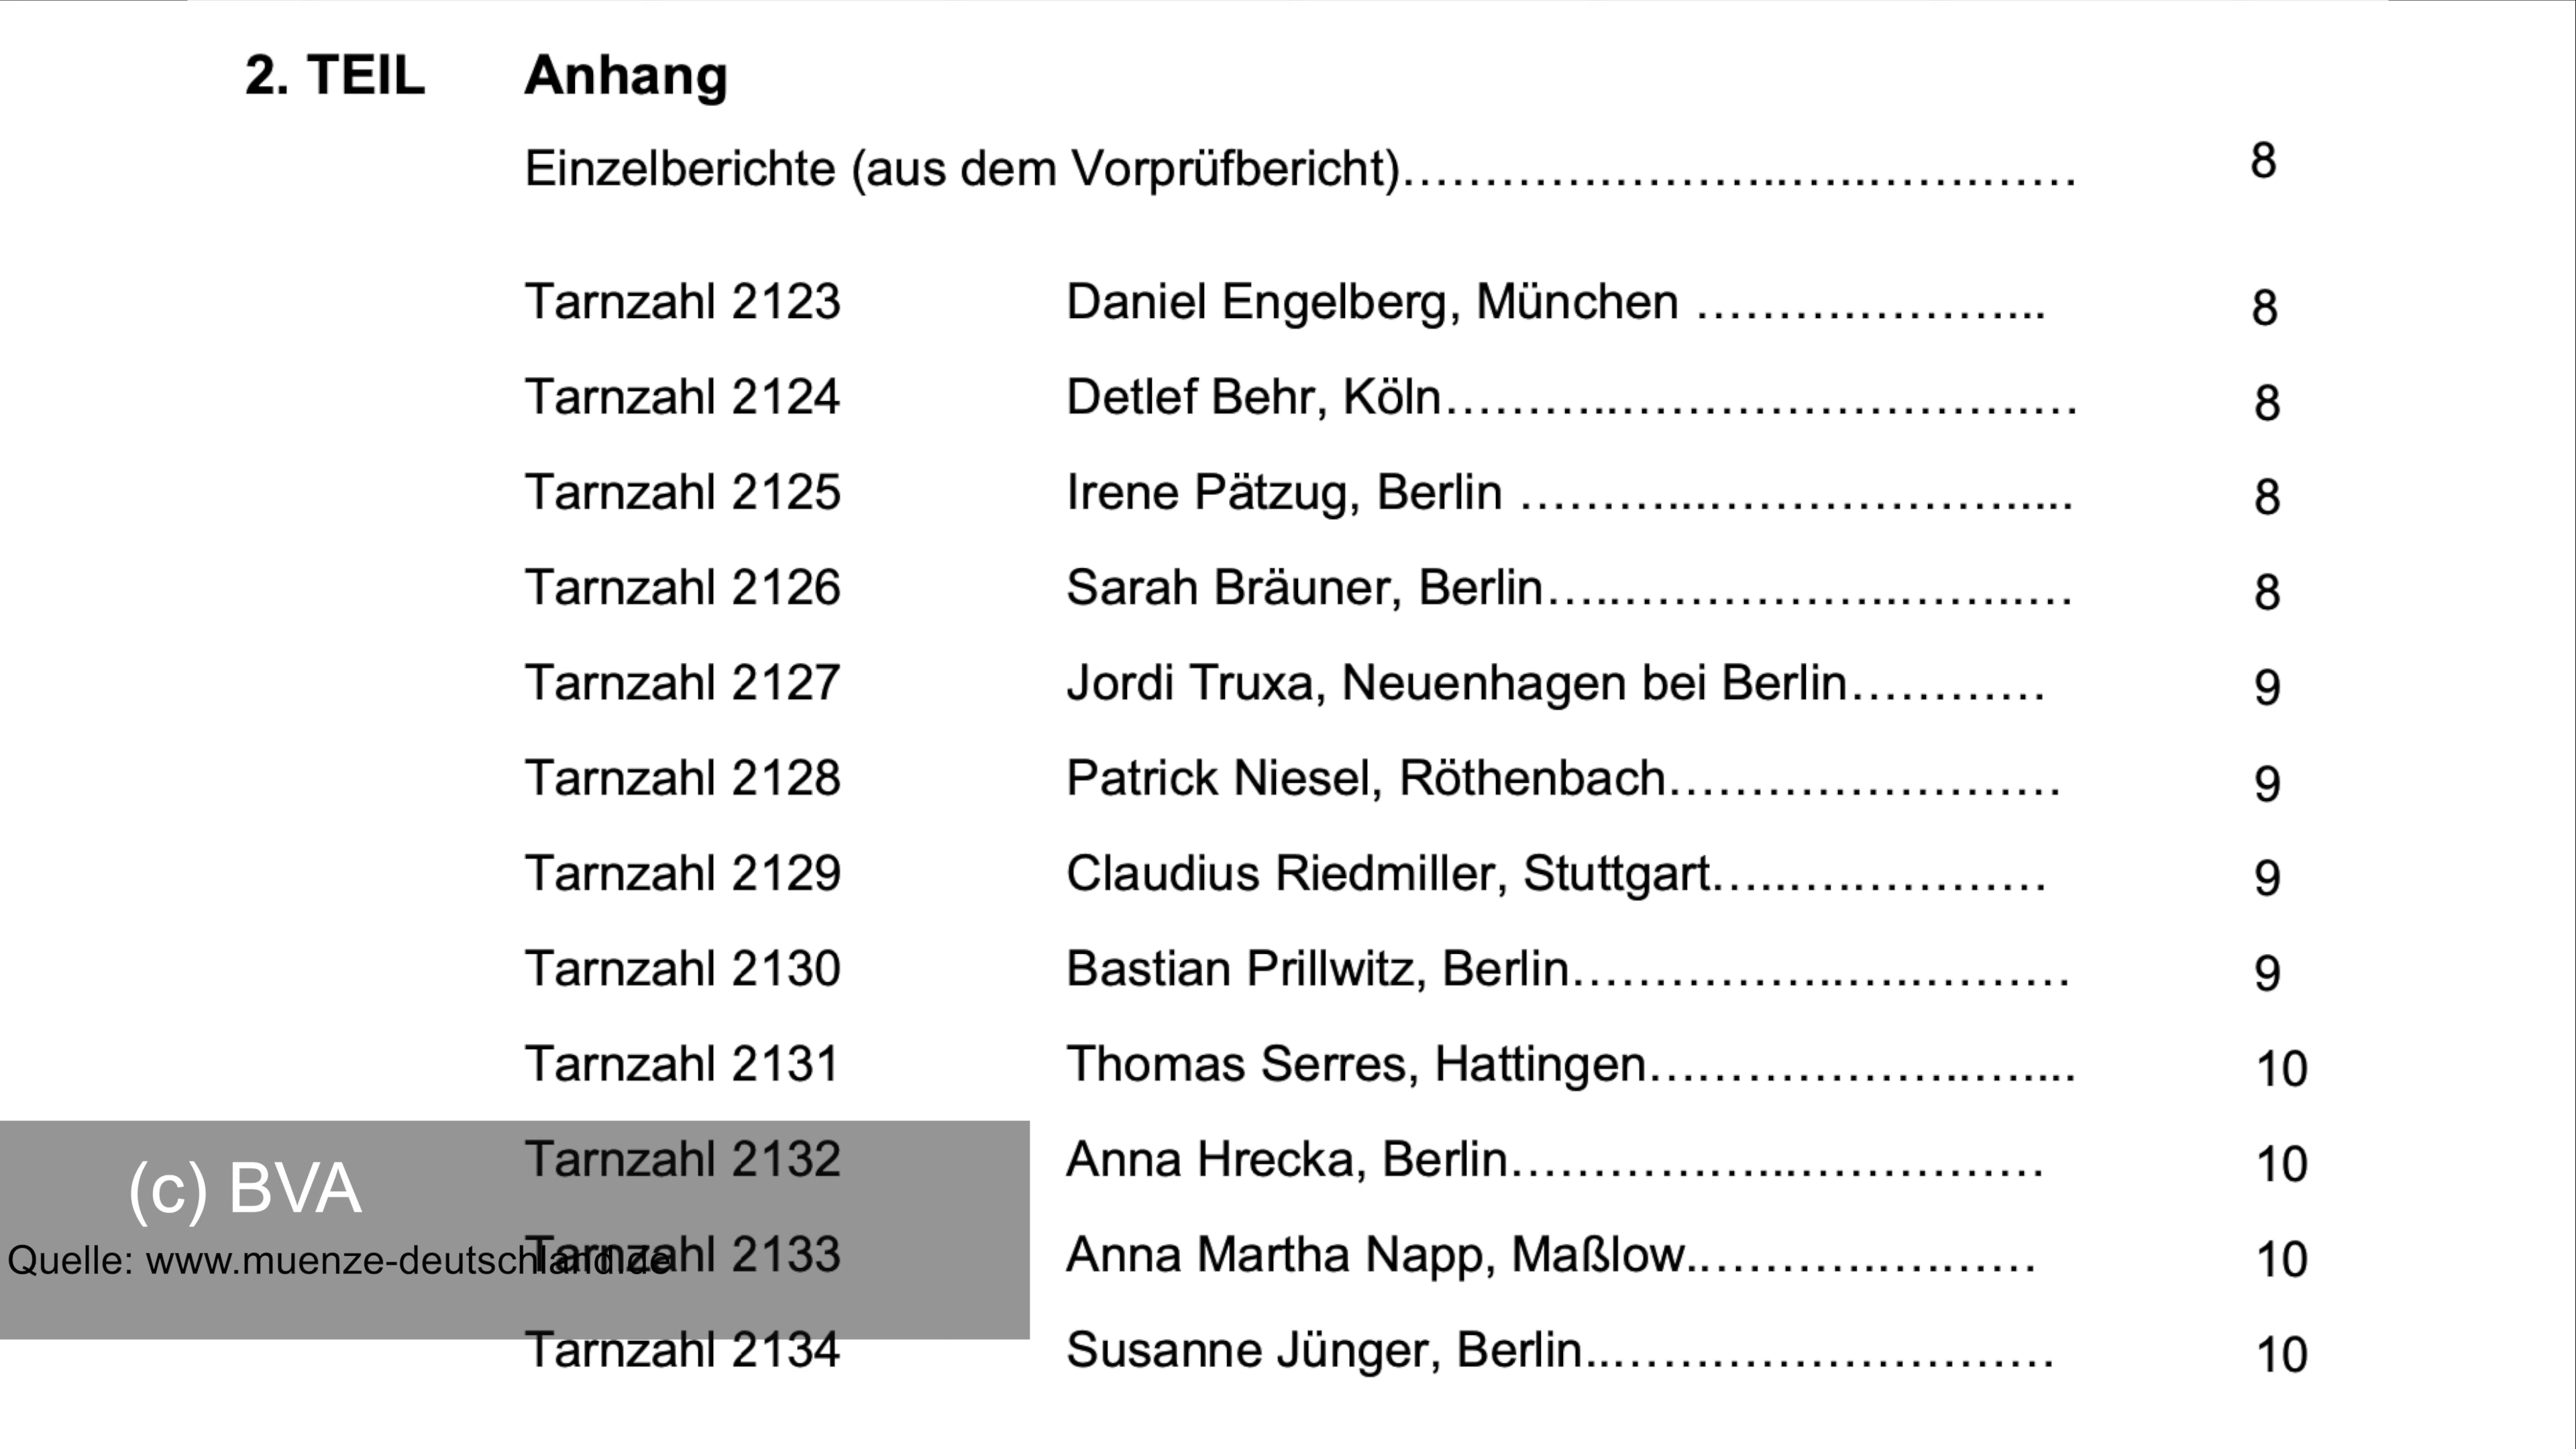 2. TEIL Anhang
Einzelberichte (aus dem Vorprüfbericht)................................................ 8
Tarnzahl 2123 Daniel Engelberg, München ........................ 8
Tarnzahl 2124 Detlef Behr, Köln............................................. 8
Tarnzahl 2125 Irene Pätzug, Berlin ........................................ 8
Tarnzahl 2126 Sarah Bräuner, Berlin..................................... 8
Tarnzahl 2127 Jordi Truxa, Neuenhagen bei Berlin............ 9
Tarnzahl 2128 Patrick Niesel, Röthenbach........................ 9
Tarnzahl 2129 Claudius Riedmiller, Stuttgart...................... 9
Tarnzahl 2130 Bastian Prillwitz, Berlin.................................. 9
Tarnzahl 2131 Thomas Serres, Hattingen............................ 10
Tarnzahl 2132 Anna Hrecka, Berlin.................................... 10
(c) BVA
Tarnzahl 2133 Anna Martha Napp, Maßlow........................ 10
Quelle: www.muenze-deutschland.de
Tarnzahl 2134 Susanne Jünger, Berlin................................ 10